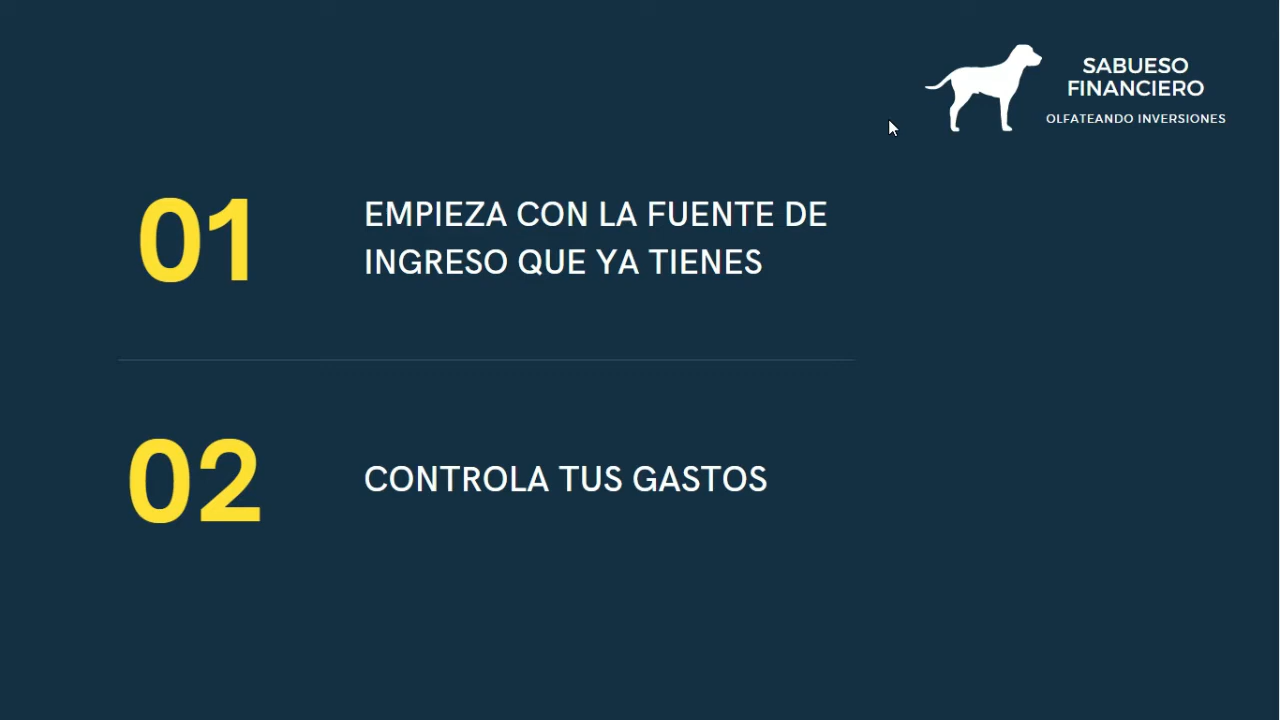 SABUESO
FINANCIERO
OLFATEANDO INVERSIONES
01
EMPIEZA CON LA FUENTE DE
INGRESO QUE YA TIENES
02
CONTROLA TUS GASTOS